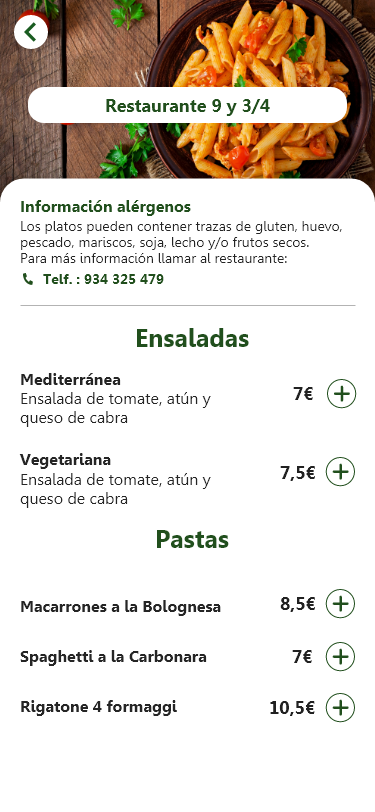 Restaurante 9 y 3/4
Información alérgenos
Los platos pueden contener trazas de gluten, huevo,
pescado, mariscos, soja, lecho y/o frutos secos.
Para más información llamar al restaurante:
Telf. : 934 325 479
Ensaladas
Mediterránea
Ensalada de tomate, atún y
queso de cabra
7€
Vegetariana
Ensalada de tomate, atún y
queso de cabra
7,5€
Pastas
Macarrones a la Bolognesa 8,5€
Spaghetti a la Carbonara 7€
Rigatone 4 formaggi 10,5€